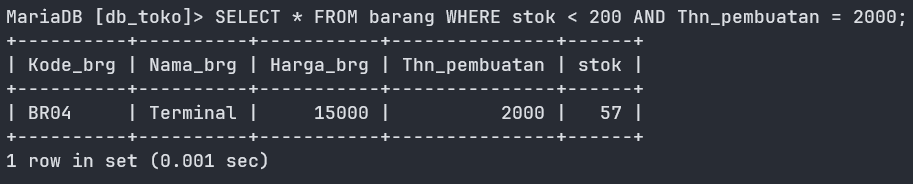 MariaDB [db_toko]> SELECT * FROM barang WHERE stok < 200 AND Thn_pembuatan = 2000;
+----------+----------+-----------+---------------+------+
| Kode_brg | Nama_brg | Harga_brg | Thn_pembuatan | stok |
+----------+----------+-----------+---------------+------+
| BR04     | Terminal |     15000 |          2000 |   57 |
+----------+----------+-----------+---------------+------+
1 row in set (0.001 sec)